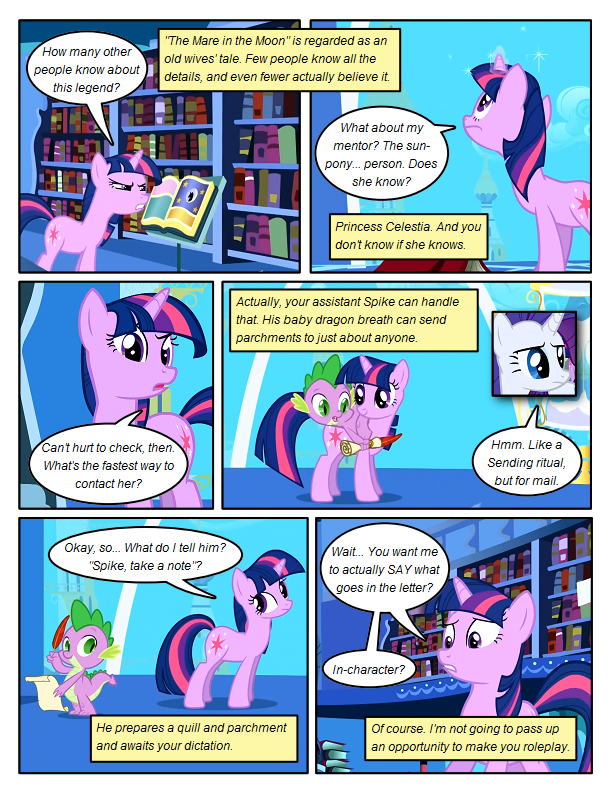 How many other
people know about
this legend?
"The Mare in the Moon" is regarded as an
old wives' tale. Few people know all the
details, and even fewer actually believe it.
What about my
mentor? The sun-
pony... person. Does
she know?
Princess Celestia. And you
don't know if she knows.
Can't hurt to check, then.
What's the fastest way to
contact her?
Actually, your assistant Spike can handle
that. His baby dragon breath can send
parchments to just about anyone.
Hmm. Like a
Sending ritual,
but for mail.
Okay, so... What do I tell him?
"Spike, take a note"?
He prepares a quill and parchment
and awaits your dictation.
Wait... You want me
to actually SAY what
goes in the letter?
In-character?
Of course. I'm not going to pass up
an opportunity to make you roleplay.